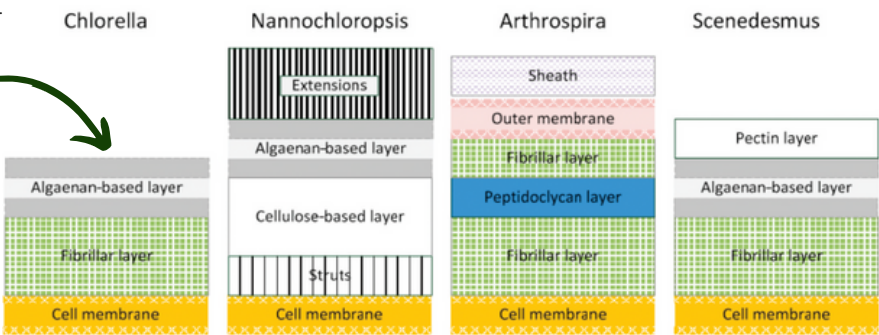 Chlorella
Nannochloropsis
Arthrospira
Scenedesmus
Algaenan-based layer
Fibrillar layer
Cell membrane
Extensions
Algaenan-based layer
Cellulose-based layer
Struts
Cell membrane
Sheath
Outer membrane
Fibrillar layer
Peptidoclycan layer
Fibrillar layer
Cell membrane
Pectin layer
Algaenan-based layer
Fibrillar layer
Cell membrane